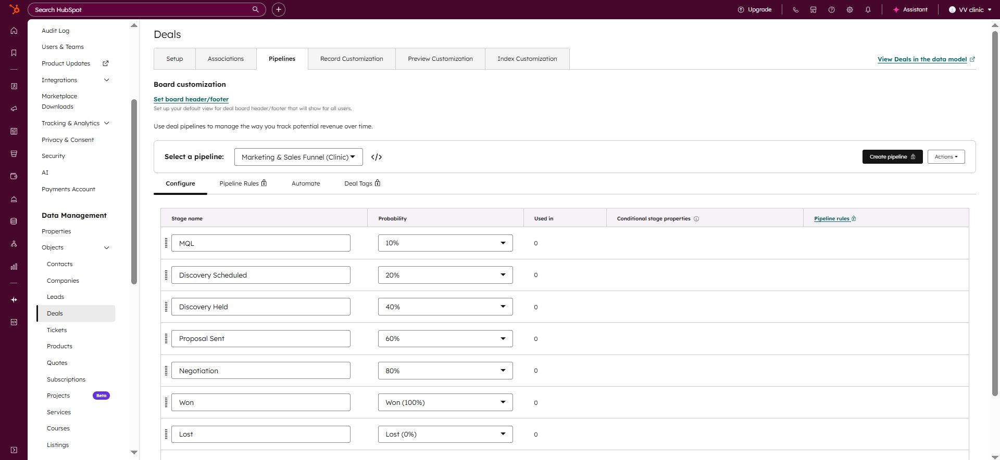 Search HubSpot
Upgrade
Assistant
VV clinic
Audit Log
Users & Teams
Product Updates
Integrations
Marketplace
Downloads
Tracking & Analytics
Privacy & Consent
Security
AI
Payments Account
Data Management
Properties
Objects
Contacts
Companies
Leads
Deals
Tickets
Products
Quotes
Subscriptions
Projects Beta
Services
Courses
Listings
Deals
Setup Associations Pipelines Record Customization Preview Customization Index Customization
View Deals in the data model
Board customization
Set board header/footer
Set up your default view for deal board header/footer that will show for all users.
Use deal pipelines to manage the way you track potential revenue over time.
Select a pipeline: Marketing & Sales Funnel (Clinic) </> Create pipeline Actions
Configure Pipeline Rules Automate Deal Tags
Stage name Probability Used in Conditional stage properties Pipeline rules
MQL 10% 0
Discovery Scheduled 20% 0
Discovery Held 40% 0
Proposal Sent 60% 0
Negotiation 80% 0
Won Won (100%) 0
Lost Lost (0%) 0